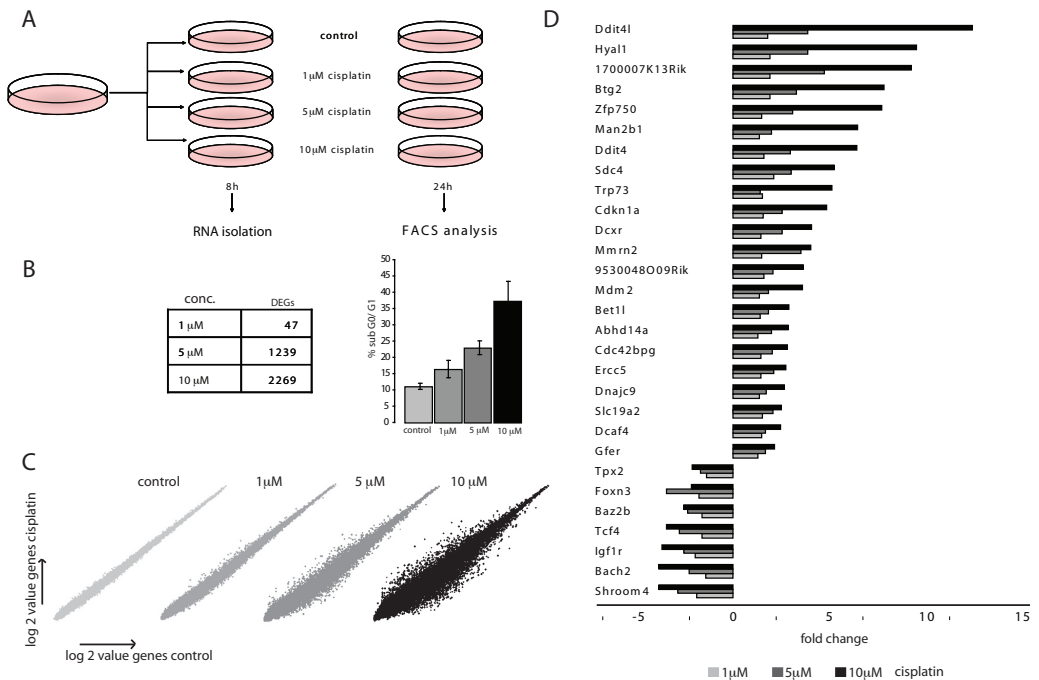 A
control
1μM cisplatin
5μM cisplatin
10μM cisplatin
8h
24h
RNA isolation
FACS analysis
B
conc.
DEGs
1 μM
47
5 μM
1239
10 μM
2269
% sub G0/ G1
50
45
40
35
30
25
20
15
10
5
0
control
1μM
5 μM
10 μM
C
control
1μM
5 μM
10 μM
log 2 value genes cisplatin
log 2 value genes control
D
Ddit4l
Hyal1
1700007K13Rik
Btg2
Zfp750
Man2b1
Ddit4
Sdc4
Trp73
Cdkn1a
Dcxr
Mmrn2
9530048O09Rik
Mdm2
Bet1l
Abhd14a
Cdc42bpg
Ercc5
Dnajc9
Slc19a2
Dcaf4
Gfer
Tpx2
Foxn3
Baz2b
Tcf4
Igf1r
Bach2
Shroom4
-5
0
5
10
15
fold change
1μM
5μM
10μM
cisplatin